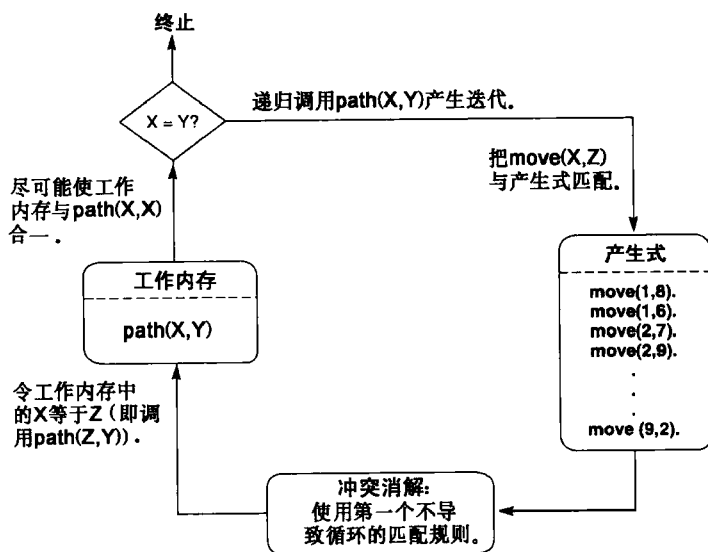 终止
X = Y?
递归调用path(X,Y)产生迭代。
把move(X,Z)
与产生式匹配。
尽可能使工作
内存与path(X,X)
合一。
工作内存
path(X,Y)
产生式
move(1,8).
move(1,6).
move(2,7).
move(2,9).
.
.
.
move (9,2).
令工作内存中
的X等于Z（即调
用path(Z,Y)）.
冲突消解：
使用第一个不导
致循环的匹配规则。